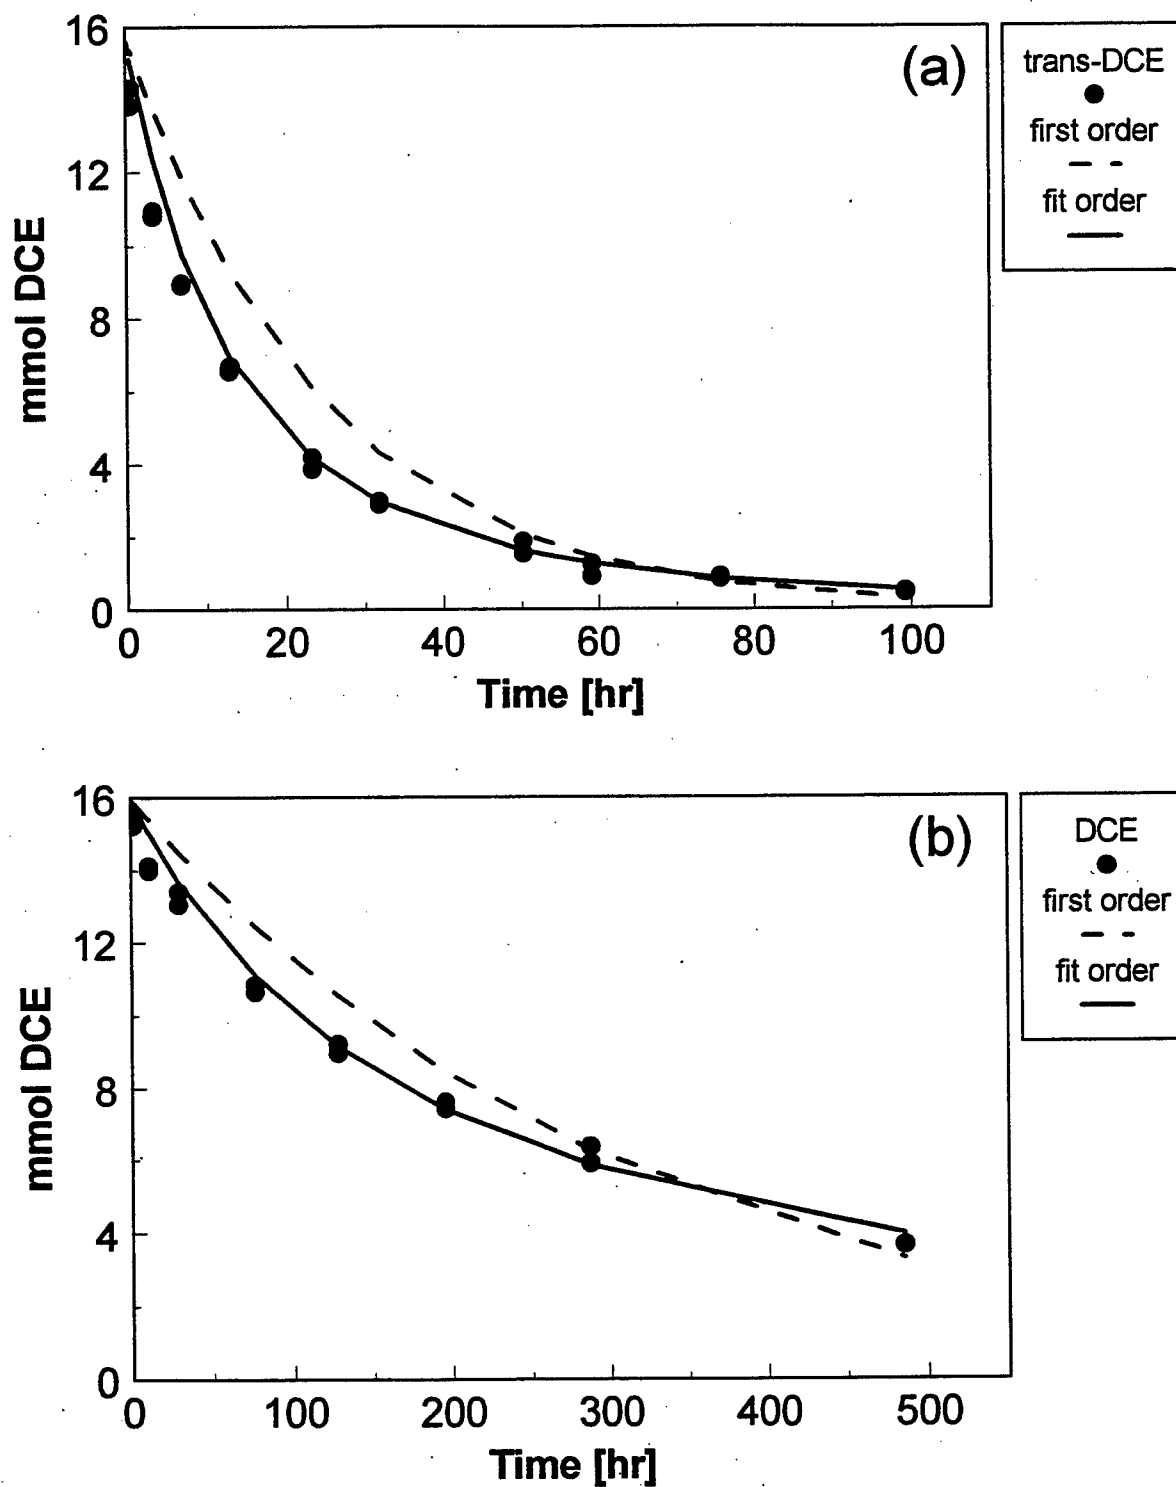 (a)
16
12
8
4
0
mmol DCE
0 20 40 60 80 100
Time [hr]
trans-DCE
first order
fit order
(b)
16
12
8
4
0
mmol DCE
0 100 200 300 400 500
Time [hr]
DCE
first order
fit order